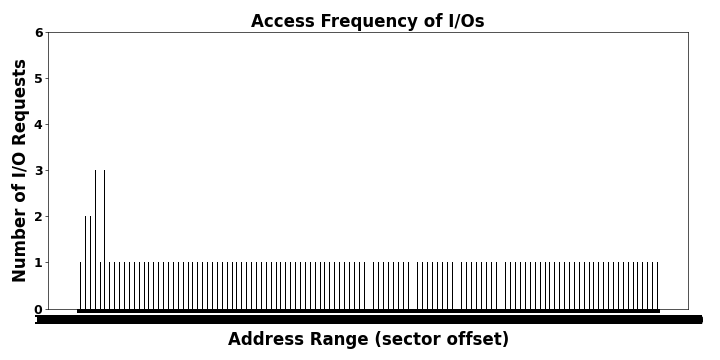 Access Frequency of I/Os
Number of I/O Requests
6
5
4
3
2
1
0
Address Range (sector offset)